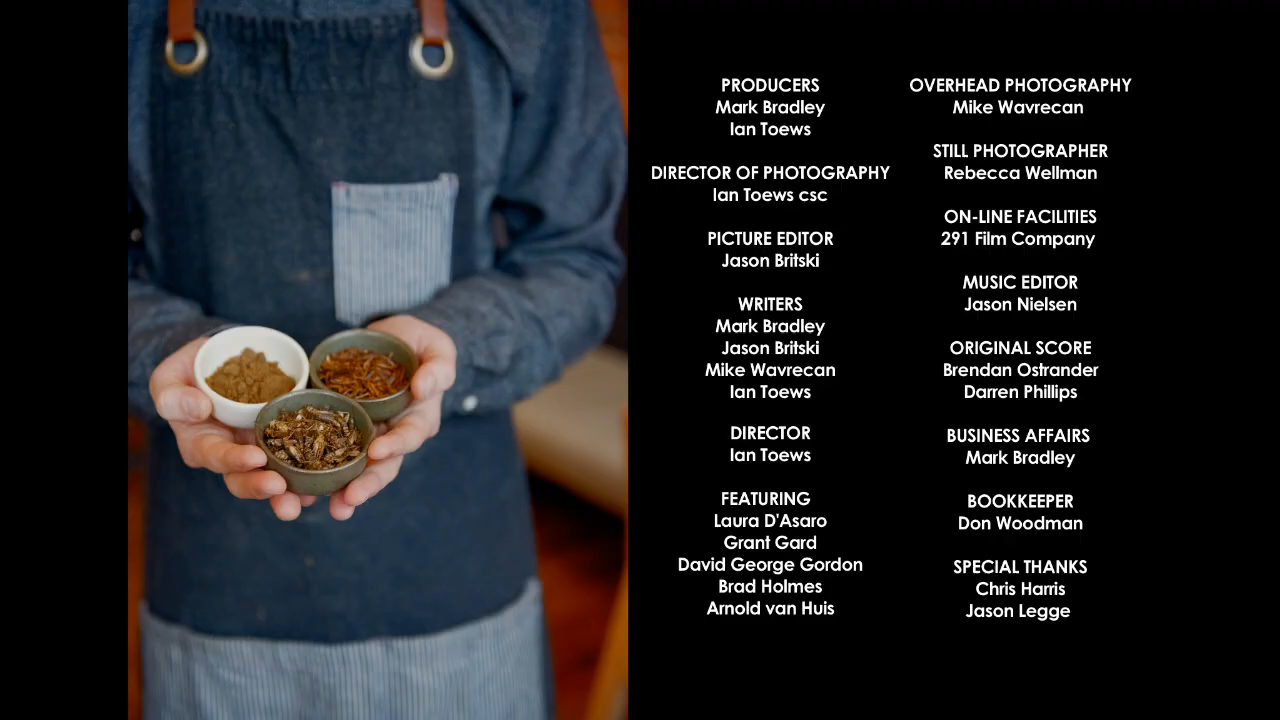 PRODUCERS
Mark Bradley
Ian Toews
DIRECTOR OF PHOTOGRAPHY
Ian Toews csc
PICTURE EDITOR
Jason Britski
WRITERS
Mark Bradley
Jason Britski
Mike Wavrecan
Ian Toews
DIRECTOR
Ian Toews
FEATURING
Laura D'Asaro
Grant Gard
David George Gordon
Brad Holmes
Arnold van Huis
OVERHEAD PHOTOGRAPHY
Mike Wavrecan
STILL PHOTOGRAPHER
Rebecca Wellman
ON-LINE FACILITIES
291 Film Company
MUSIC EDITOR
Jason Nielsen
ORIGINAL SCORE
Brendan Ostrander
Darren Phillips
BUSINESS AFFAIRS
Mark Bradley
BOOKKEEPER
Don Woodman
SPECIAL THANKS
Chris Harris
Jason Legge